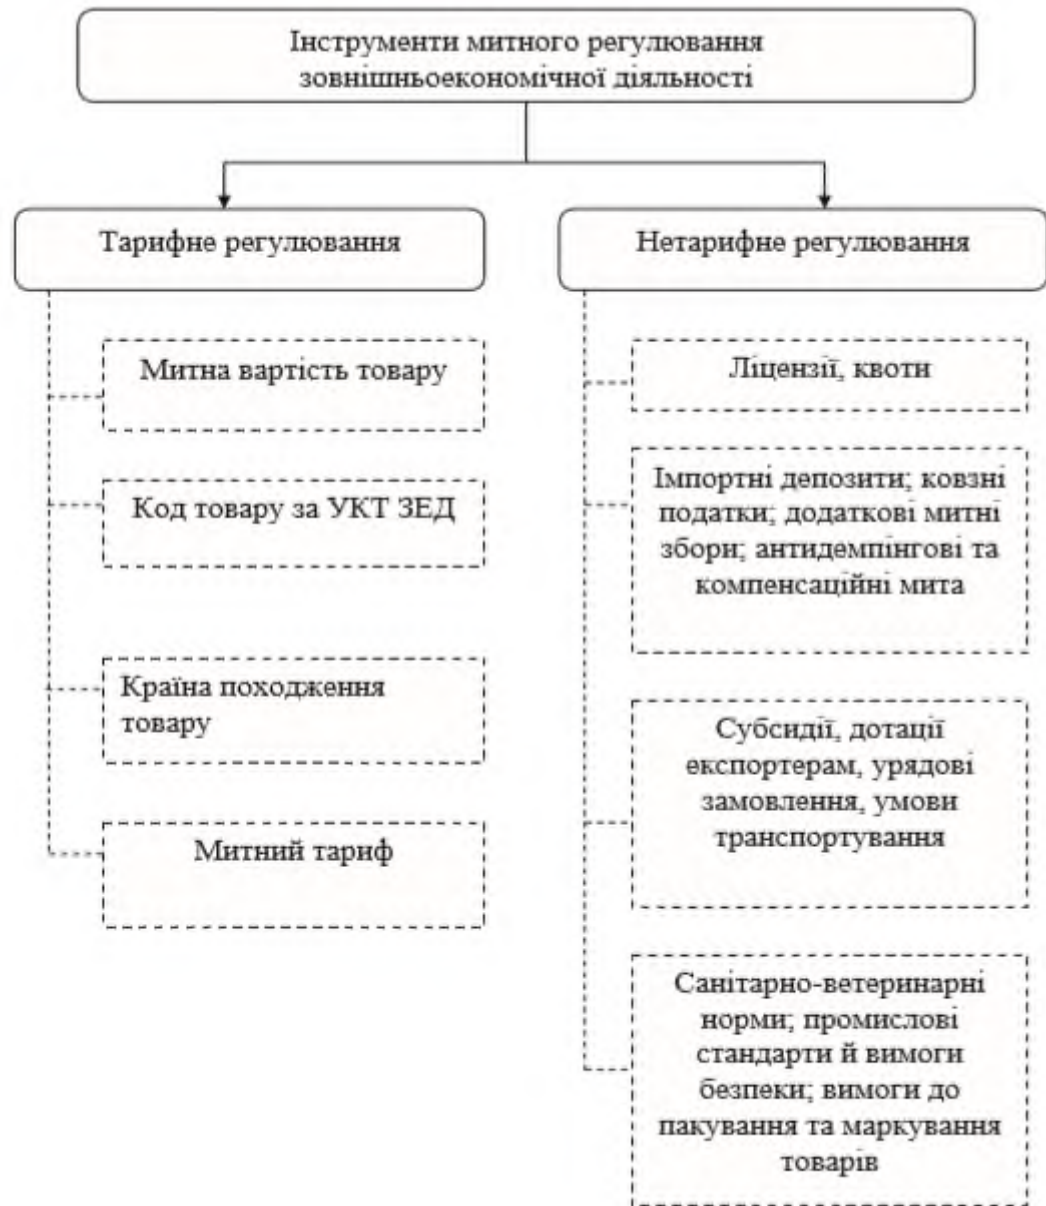 Інструменти митного регулювання
зовнішньоекономічної діяльності
Тарифне регулювання
Митна вартість товару
Код товару за УКТ ЗЕД
Країна походження
товару
Митний тариф
Нетарифне регулювання
Ліцензії, квоти
Імпортні депозити; ковзні
податки; додаткові митні
збори; антидемпінгові та
компенсаційні мита
Субсидії, дотації
експортерам, урядові
замовлення, умови
транспортування
Санітарно-ветеринарні
норми; промислові
стандарти й вимоги
безпеки; вимоги до
пакування та маркування
товарів